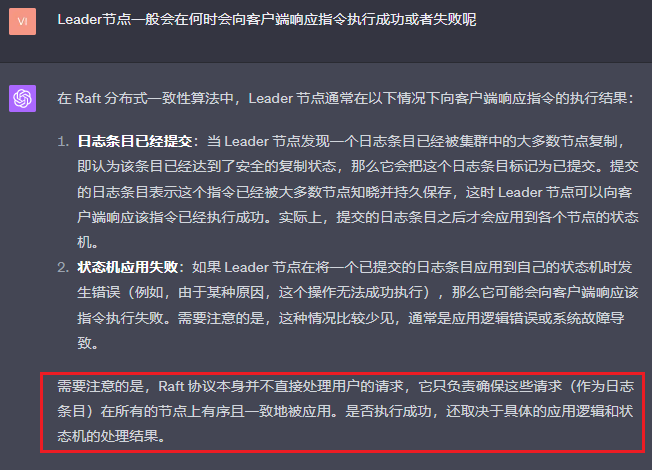 VI
Leader节点一般会在何时会向客户端响应指令执行成功或者失败呢
在 Raft 分布式一致性算法中，Leader 节点通常在以下情况下向客户端响应指令的执行结果：
1. 日志条目已经提交：当 Leader 节点发现一个日志条目已经被集群中的大多数节点复制，
即认为该条目已经达到了安全的复制状态，那么它会把这个日志条目标记为已提交。提交
的日志条目表示这个指令已经被大多数节点知晓并持久保存，这时 Leader 节点可以向客
户端响应该指令已经执行成功。实际上，提交的日志条目之后才会应用到各个节点的状态
机。
2. 状态机应用失败：如果 Leader 节点在将一个已提交的日志条目应用到自己的状态机时发
生错误（例如，由于某种原因，这个操作无法成功执行），那么它可能会向客户端响应该
指令执行失败。需要注意的是，这种情况比较少见，通常是应用逻辑错误或系统故障导
致。
需要注意的是，Raft 协议本身并不直接处理用户的请求，它只负责确保这些请求（作为日志
条目）在所有的节点上有序且一致地被应用。是否执行成功，还取决于具体的应用逻辑和状
态机的处理结果。